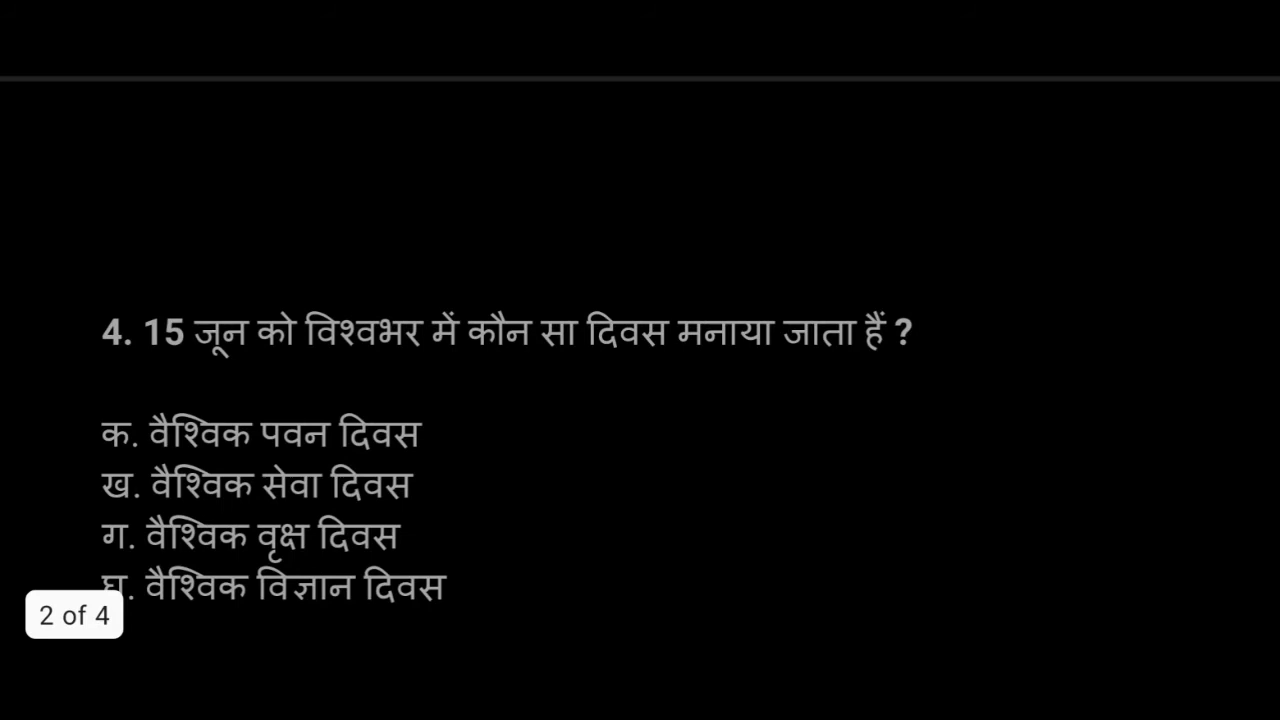 4. 15 जून को विश्वभर में कौन सा दिवस मनाया जाता हैं ?
क. वैश्विक पवन दिवस
ख. वैश्विक सेवा दिवस
ग. वैश्विक वृक्ष दिवस
घ. वैश्विक विज्ञान दिवस
2 of 4